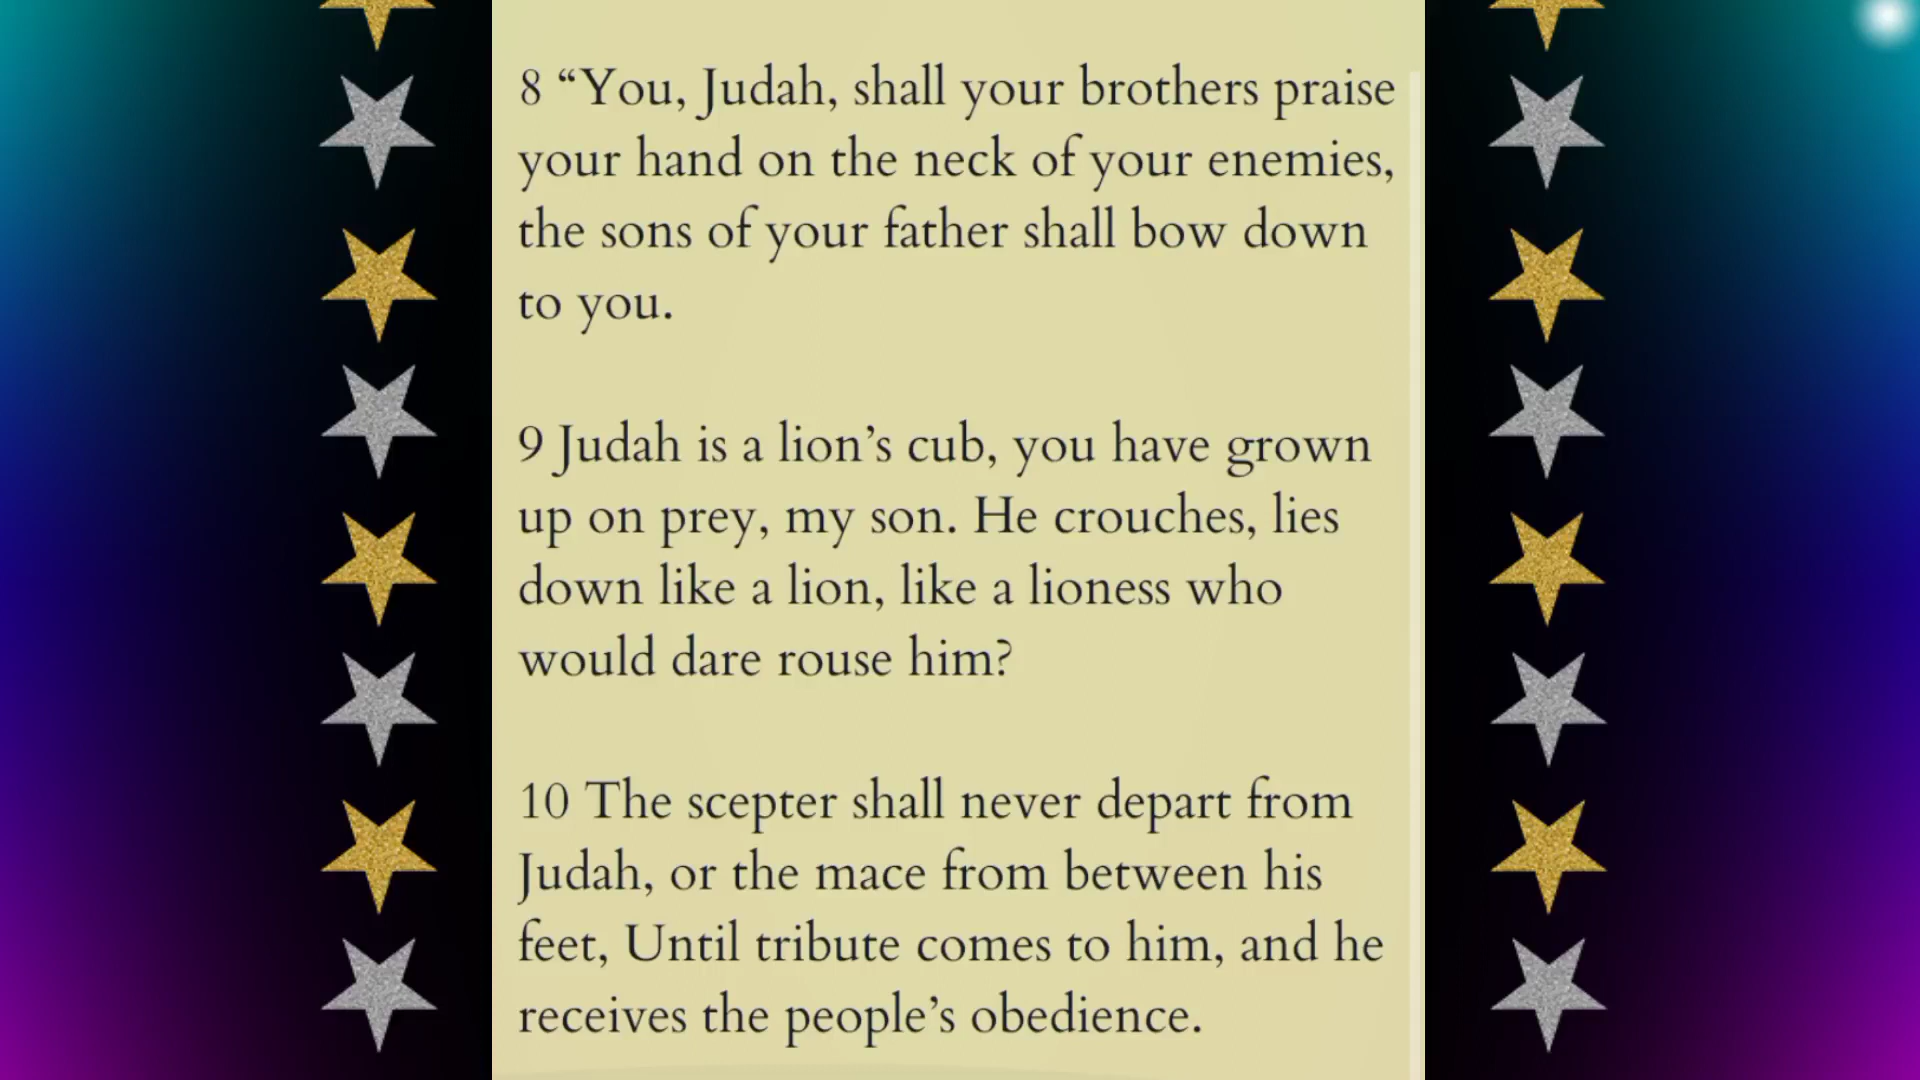 8 “You, Judah, shall your brothers praise
your hand on the neck of your enemies,
the sons of your father shall bow down
to you.
9 Judah is a lion’s cub, you have grown
up on prey, my son. He crouches, lies
down like a lion, like a lioness who
would dare rouse him?
10 The scepter shall never depart from
Judah, or the mace from between his
feet, Until tribute comes to him, and he
receives the people’s obedience.